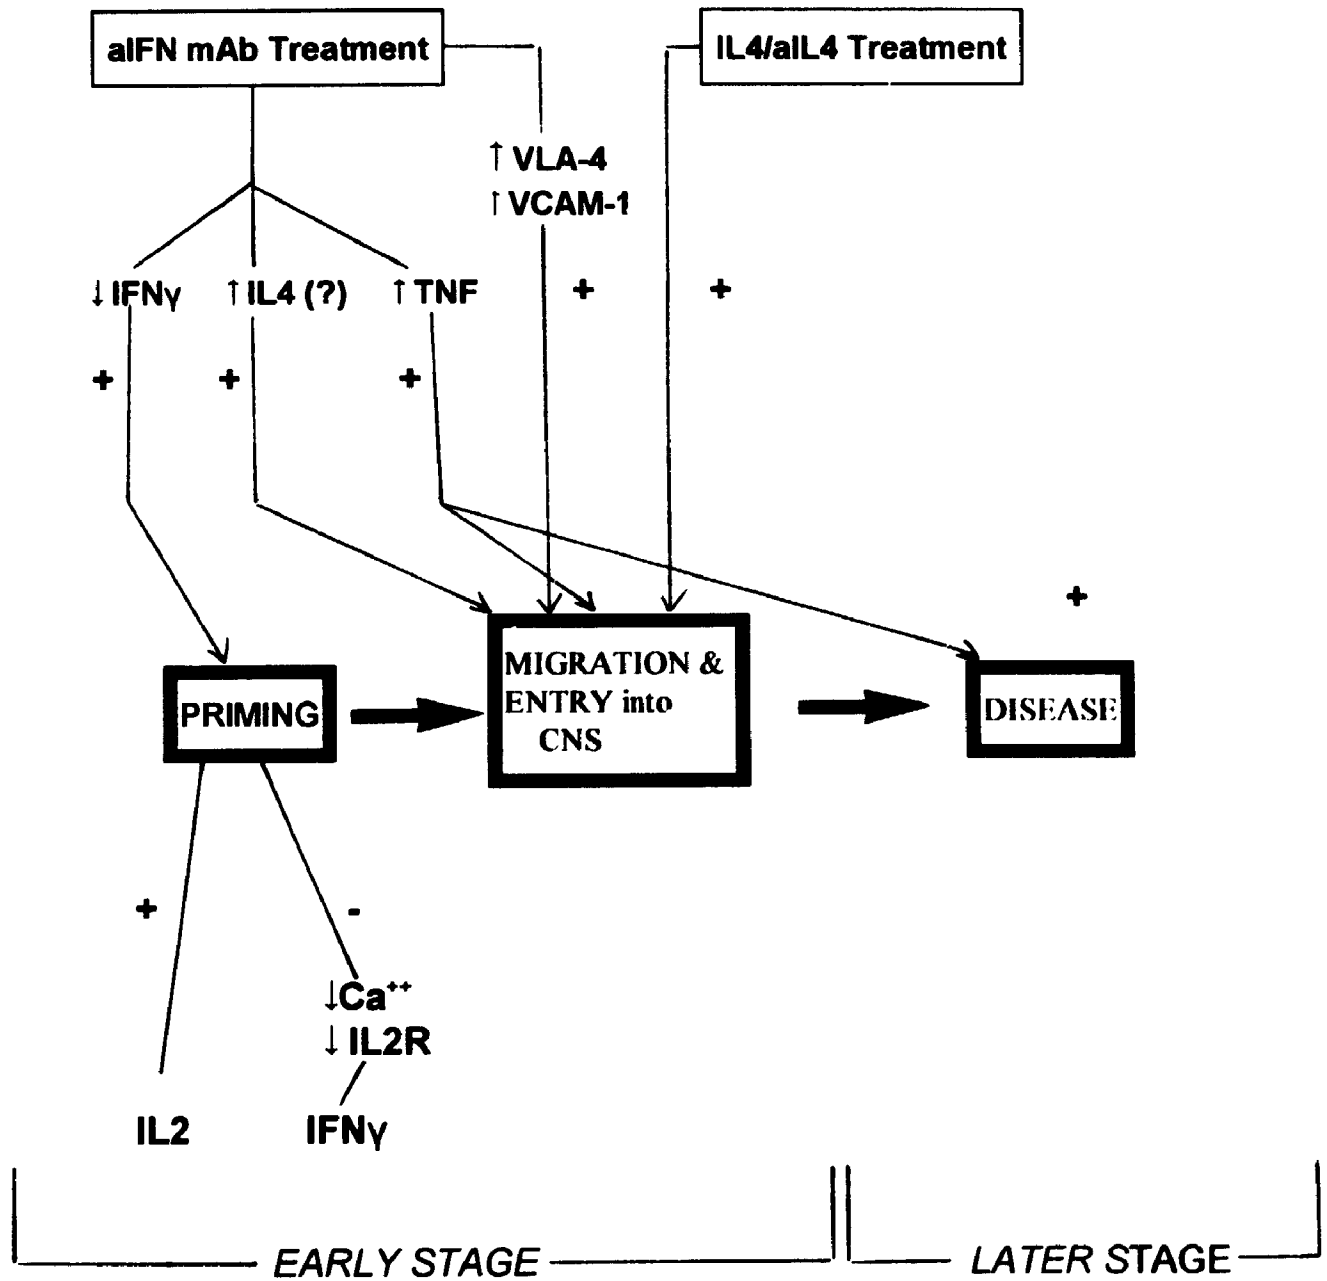 aIFN mAb Treatment
IL4/aIL4 Treatment
↑ VLA-4
↑ VCAM-1
↓ IFNγ
↑ IL4 (?)
↑ TNF
+
+
+
+
+
+
MIGRATION &
ENTRY into
CNS
PRIMING
DISEASE
+
-
↓Ca⁺⁺
↓ IL2R
IL2
IFNγ
EARLY STAGE
LATER STAGE